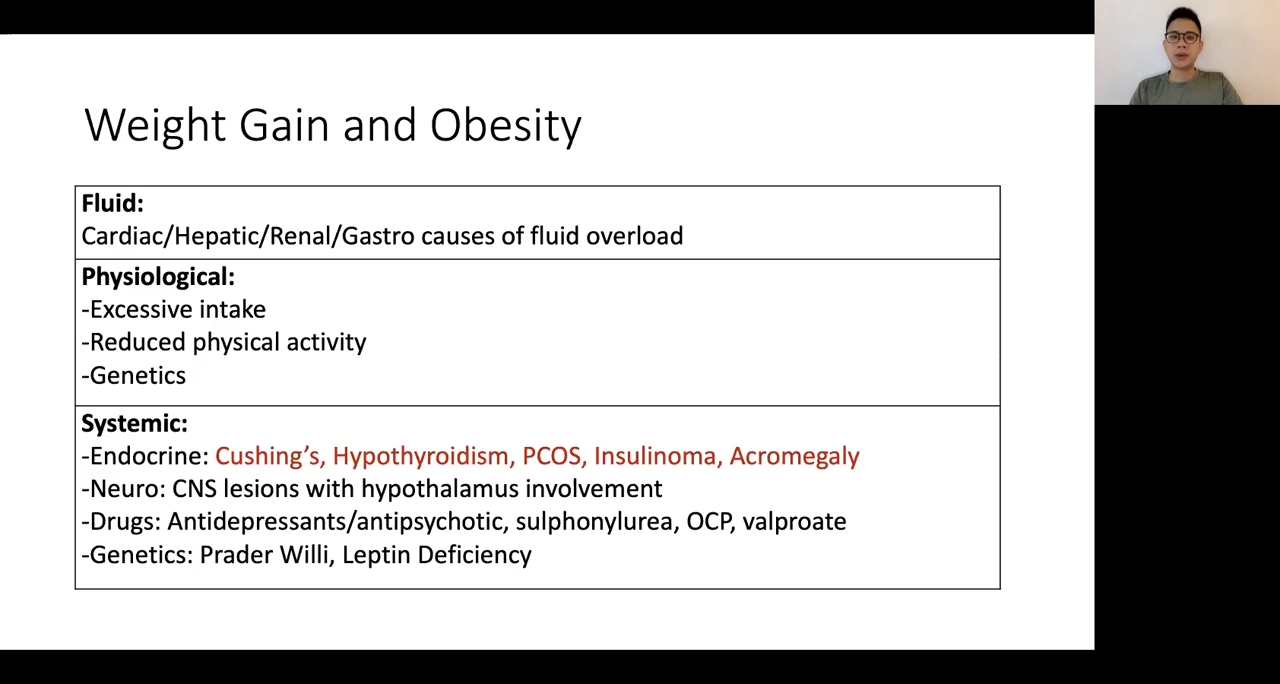 Weight Gain and Obesity
Fluid:
Cardiac/Hepatic/Renal/Gastro causes of fluid overload
Physiological:
-Excessive intake
-Reduced physical activity
-Genetics
Systemic:
-Endocrine: Cushing’s, Hypothyroidism, PCOS, Insulinoma, Acromegaly
-Neuro: CNS lesions with hypothalamus involvement
-Drugs: Antidepressants/antipsychotic, sulphonylurea, OCP, valproate
-Genetics: Prader Willi, Leptin Deficiency